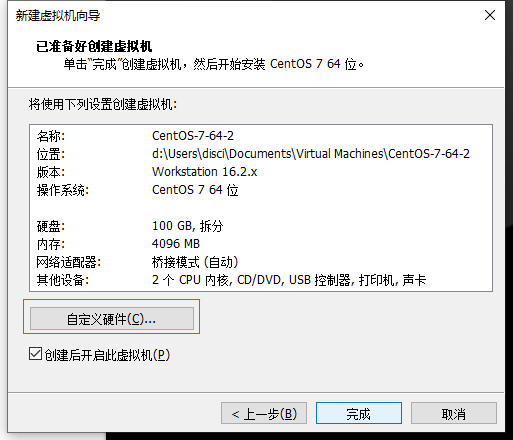 新建虚拟机向导
已准备好创建虚拟机
单击“完成”创建虚拟机，然后开始安装 CentOS 7 64 位。
将使用下列设置创建虚拟机:
名称: CentOS-7-64-2
位置: d:\Users\disci\Documents\Virtual Machines\CentOS-7-64-2
版本: Workstation 16.2.x
操作系统: CentOS 7 64 位
硬盘: 100 GB, 拆分
内存: 4096 MB
网络适配器: 桥接模式 (自动)
其他设备: 2 个 CPU 内核, CD/DVD, USB 控制器, 打印机, 声卡
自定义硬件(C)...
创建后开启此虚拟机(P)
< 上一步(B) 完成 取消